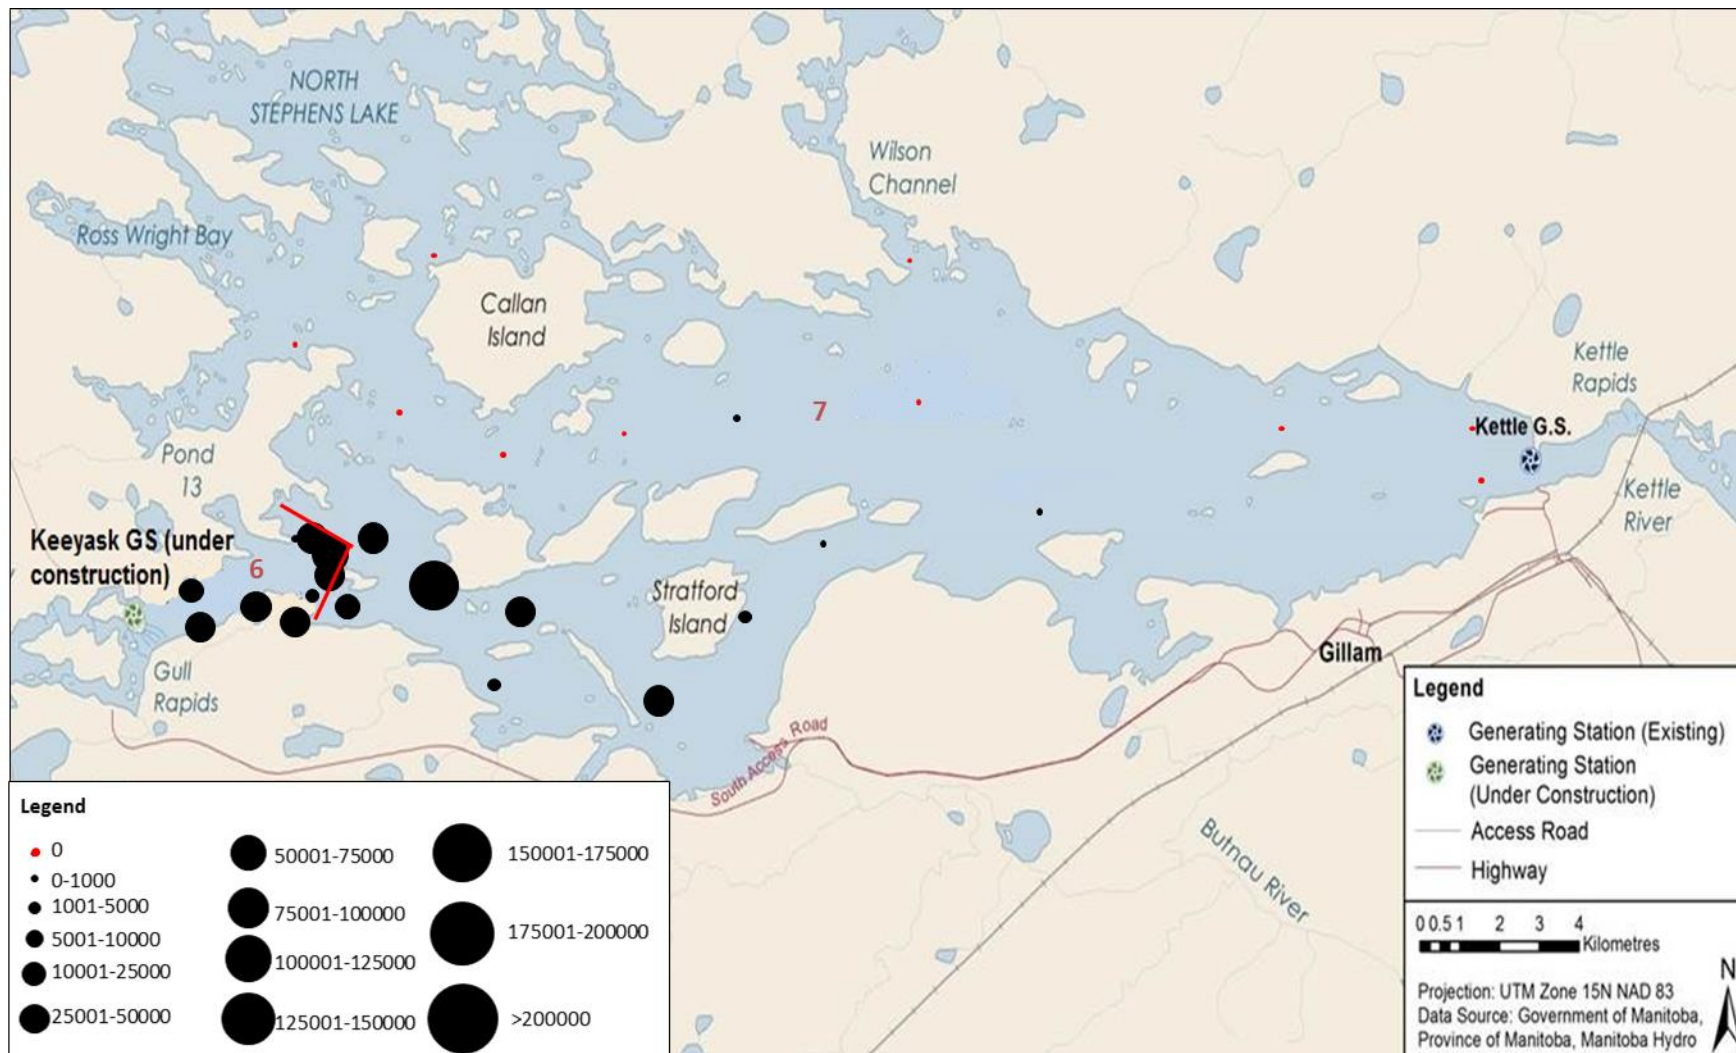 NORTH
STEPHENS LAKE
Wilson
Channel
Ross Wright Bay
Callan
Island
Kettle
Rapids
7
Kettle G.S.
Pond
13
Kettle
River
Keeyask GS (under
construction)
6
Stratford
Island
Gillam
Gull
Rapids
South Access Road
Butnau River
Legend
0
0-1000
1001-5000
5001-10000
10001-25000
25001-50000
50001-75000
75001-100000
100001-125000
125001-150000
150001-175000
175001-200000
>200000
Legend
Generating Station (Existing)
Generating Station
(Under Construction)
Access Road
Highway
0 0.5 1 2 3 4
Kilometres
N
Projection: UTM Zone 15N NAD 83
Data Source: Government of Manitoba,
Province of Manitoba, Manitoba Hydro